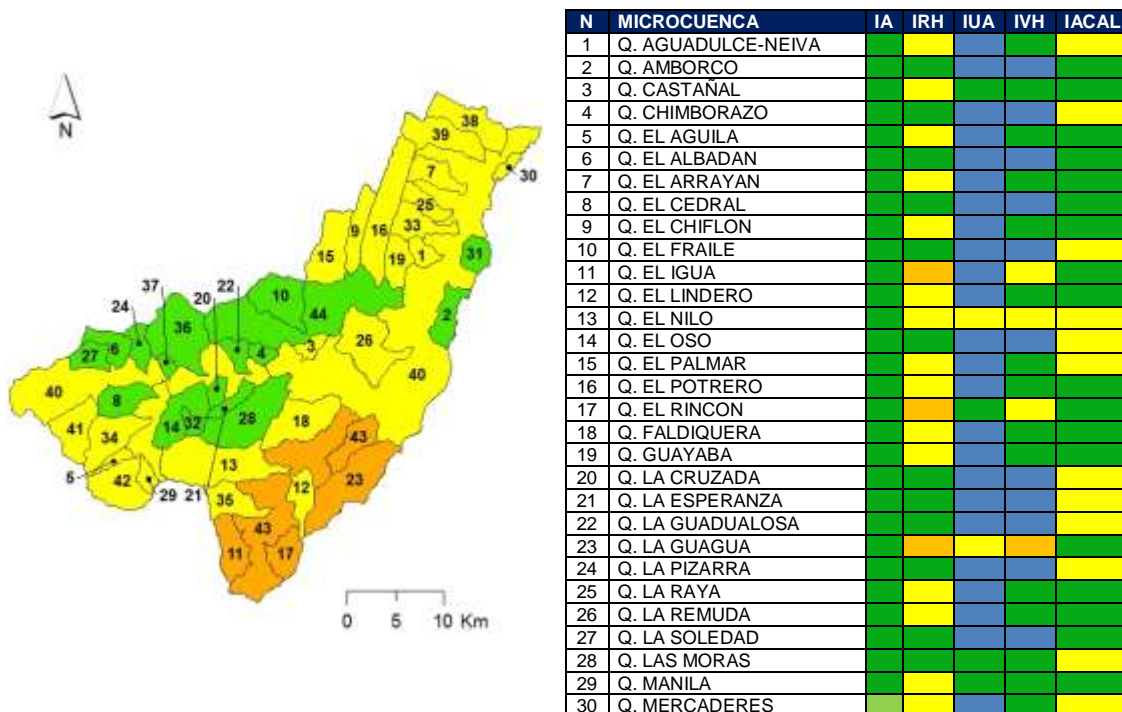 N
38
39
7
30
25
33
9
16
15
19
1
31
37
22
20
10
24
44
2
36
3
26
27
6
4
40
40
8
28
14
32
18
41
34
43
13
23
5
42
12
29
21
35
43
11
17
0 5 10 Km
N MICROCUENCA IA IRH IUA IVH IACAL
1 Q. AGUADULCE-NEIVA
2 Q. AMBORCO
3 Q. CASTAÑAL
4 Q. CHIMBORAZO
5 Q. EL AGUILA
6 Q. EL ALBADAN
7 Q. EL ARRAYAN
8 Q. EL CEDRAL
9 Q. EL CHIFLON
10 Q. EL FRAILE
11 Q. EL IGUA
12 Q. EL LINDERO
13 Q. EL NILO
14 Q. EL OSO
15 Q. EL PALMAR
16 Q. EL POTRERO
17 Q. EL RINCON
18 Q. FALDIQUERA
19 Q. GUAYABA
20 Q. LA CRUZADA
21 Q. LA ESPERANZA
22 Q. LA GUADUALOSA
23 Q. LA GUAGUA
24 Q. LA PIZARRA
25 Q. LA RAYA
26 Q. LA REMUDA
27 Q. LA SOLEDAD
28 Q. LAS MORAS
29 Q. MANILA
30 Q. MERCADERES